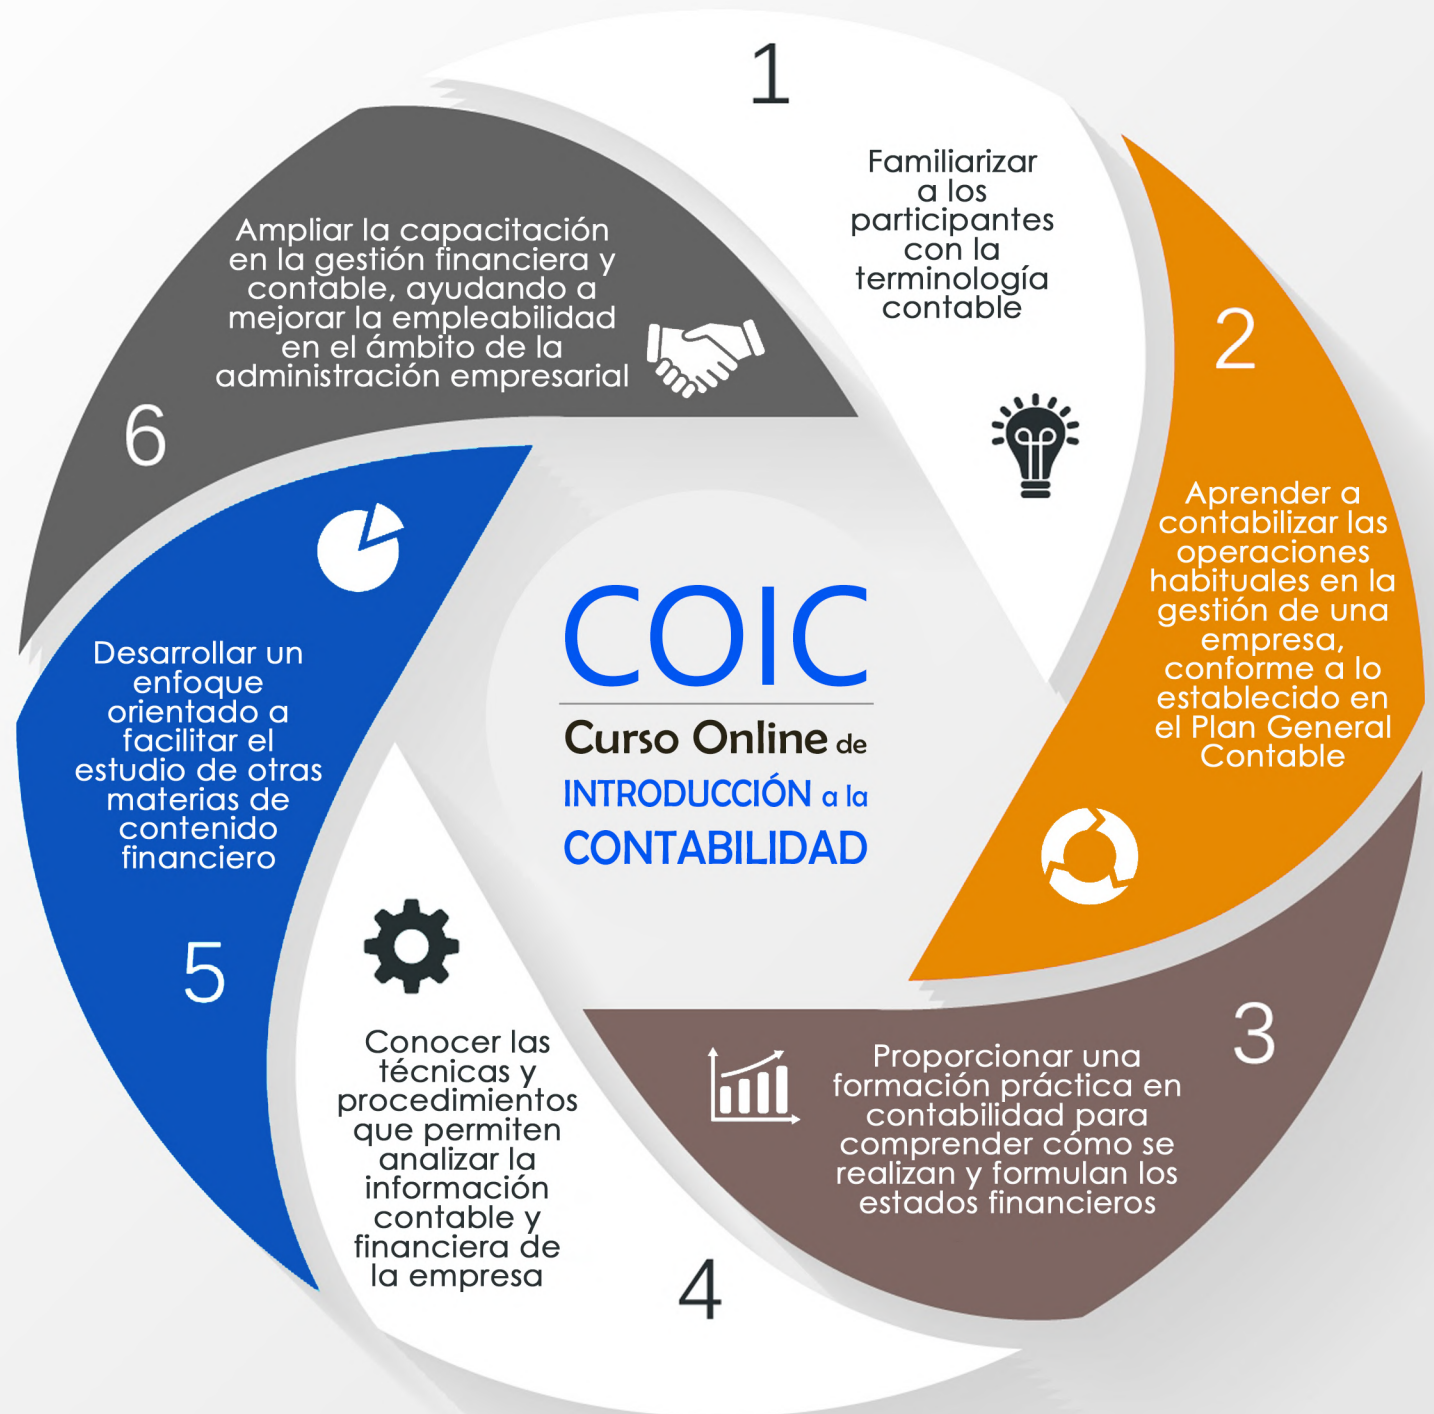 COIC
Curso Online de
INTRODUCCIÓN a la
CONTABILIDAD
1
Familiarizar
a los
participantes
con la
terminología
contable
2
Aprender a
contabilizar las
operaciones
habituales en la
gestión de una
empresa,
conforme a lo
establecido en
el Plan General
Contable
3
Proporcionar una
formación práctica en
contabilidad para
comprender cómo se
realizan y formulan los
estados financieros
4
Conocer las
técnicas y
procedimientos
que permiten
analizar la
información
contable y
financiera de
la empresa
5
Desarrollar un
enfoque
orientado a
facilitar el
estudio de otras
materias de
contenido
financiero
6
Ampliar la capacitación
en la gestión financiera y
contable, ayudando a
mejorar la empleabilidad
en el ámbito de la
administración empresarial